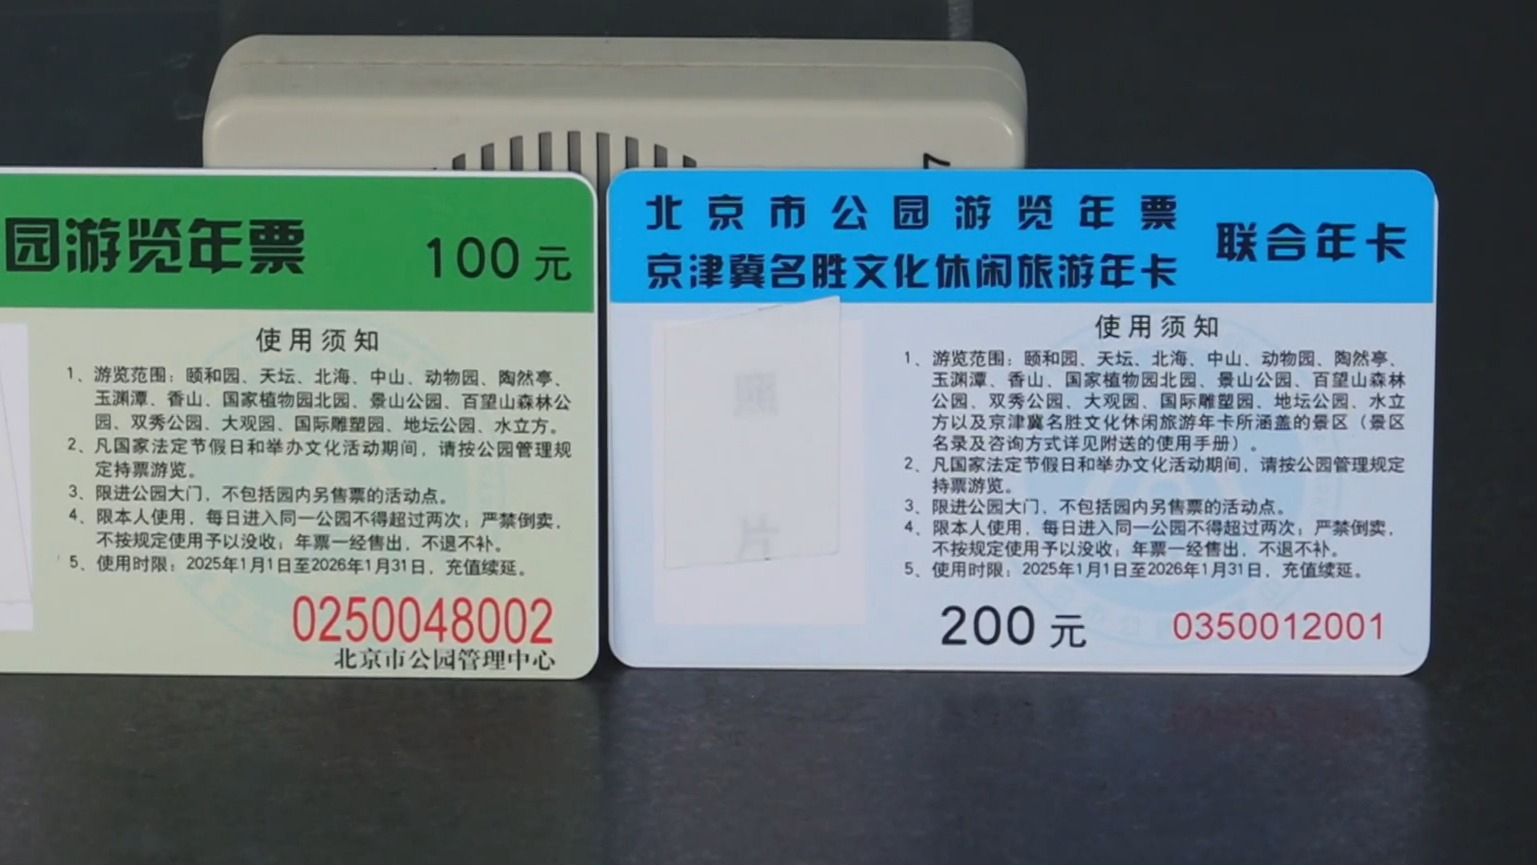 园游览年票
100元
使用须知
1、游览范围：颐和园、天坛、北海、中山、动物园、陶然亭、
玉渊潭、香山、国家植物园北园、景山公园、百望山森林公
园、双秀公园、大观园、国际雕塑园、地坛公园、水立方。
2、凡国家法定节假日和举办文化活动期间，请按公园管理规
定持票游览。
3、限进公园大门，不包括园内另售票的活动点。
4、限本人使用，每日进入同一公园不得超过两次；严禁倒卖，
不按规定使用予以没收；年票一经售出，不退不补。
5、使用时限：2025年1月1日至2026年1月31日，充值续延。
0250048002
北京市公园管理中心
北京市公园游览年票
京津冀名胜文化休闲旅游年卡
联合年卡
照
片
使用须知
1、游览范围：颐和园、天坛、北海、中山、动物园、陶然亭、
玉渊潭、香山、国家植物园北园、景山公园、百望山森林
公园、双秀公园、大观园、国际雕塑园、地坛公园、水立
方以及京津冀名胜文化休闲旅游年卡所涵盖的景区（景区
名录及咨询方式详见附送的使用手册）。
2、凡国家法定节假日和举办文化活动期间，请按公园管理规定
持票游览。
3、限进公园大门，不包括园内另售票的活动点。
4、限本人使用，每日进入同一公园不得超过两次；严禁倒卖，
不按规定使用予以没收；年票一经售出，不退不补。
5、使用时限：2025年1月1日至2026年1月31日，充值续延。
200元
0350012001